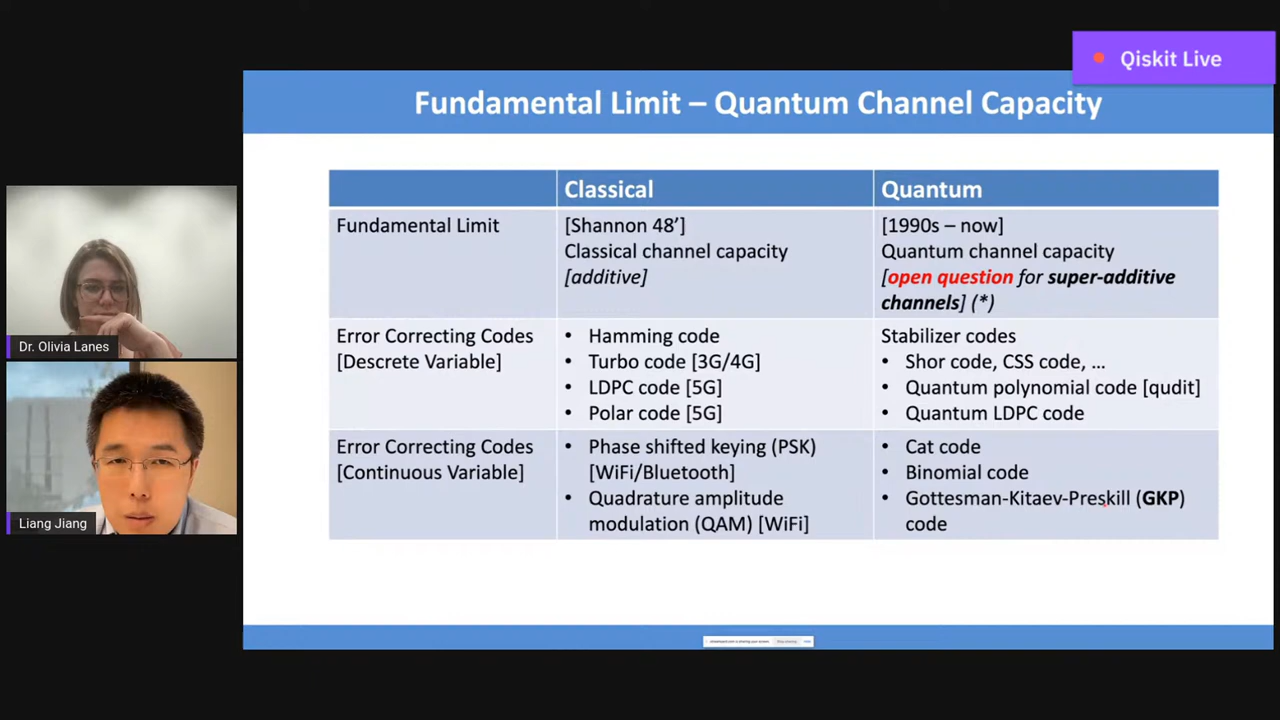 Qiskit Live
Fundamental Limit – Quantum Channel Capacity
Classical
Quantum
Fundamental Limit
[Shannon 48’]
Classical channel capacity
[additive]
[1990s – now]
Quantum channel capacity
[open question for super-additive
channels] (*)
Error Correcting Codes
[Descrete Variable]
• Hamming code
• Turbo code [3G/4G]
• LDPC code [5G]
• Polar code [5G]
Stabilizer codes
• Shor code, CSS code, …
• Quantum polynomial code [qudit]
• Quantum LDPC code
Error Correcting Codes
[Continuous Variable]
• Phase shifted keying (PSK)
[WiFi/Bluetooth]
• Quadrature amplitude
modulation (QAM) [WiFi]
• Cat code
• Binomial code
• Gottesman-Kitaev-Preskill (GKP)
code
Dr. Olivia Lanes
Liang Jiang